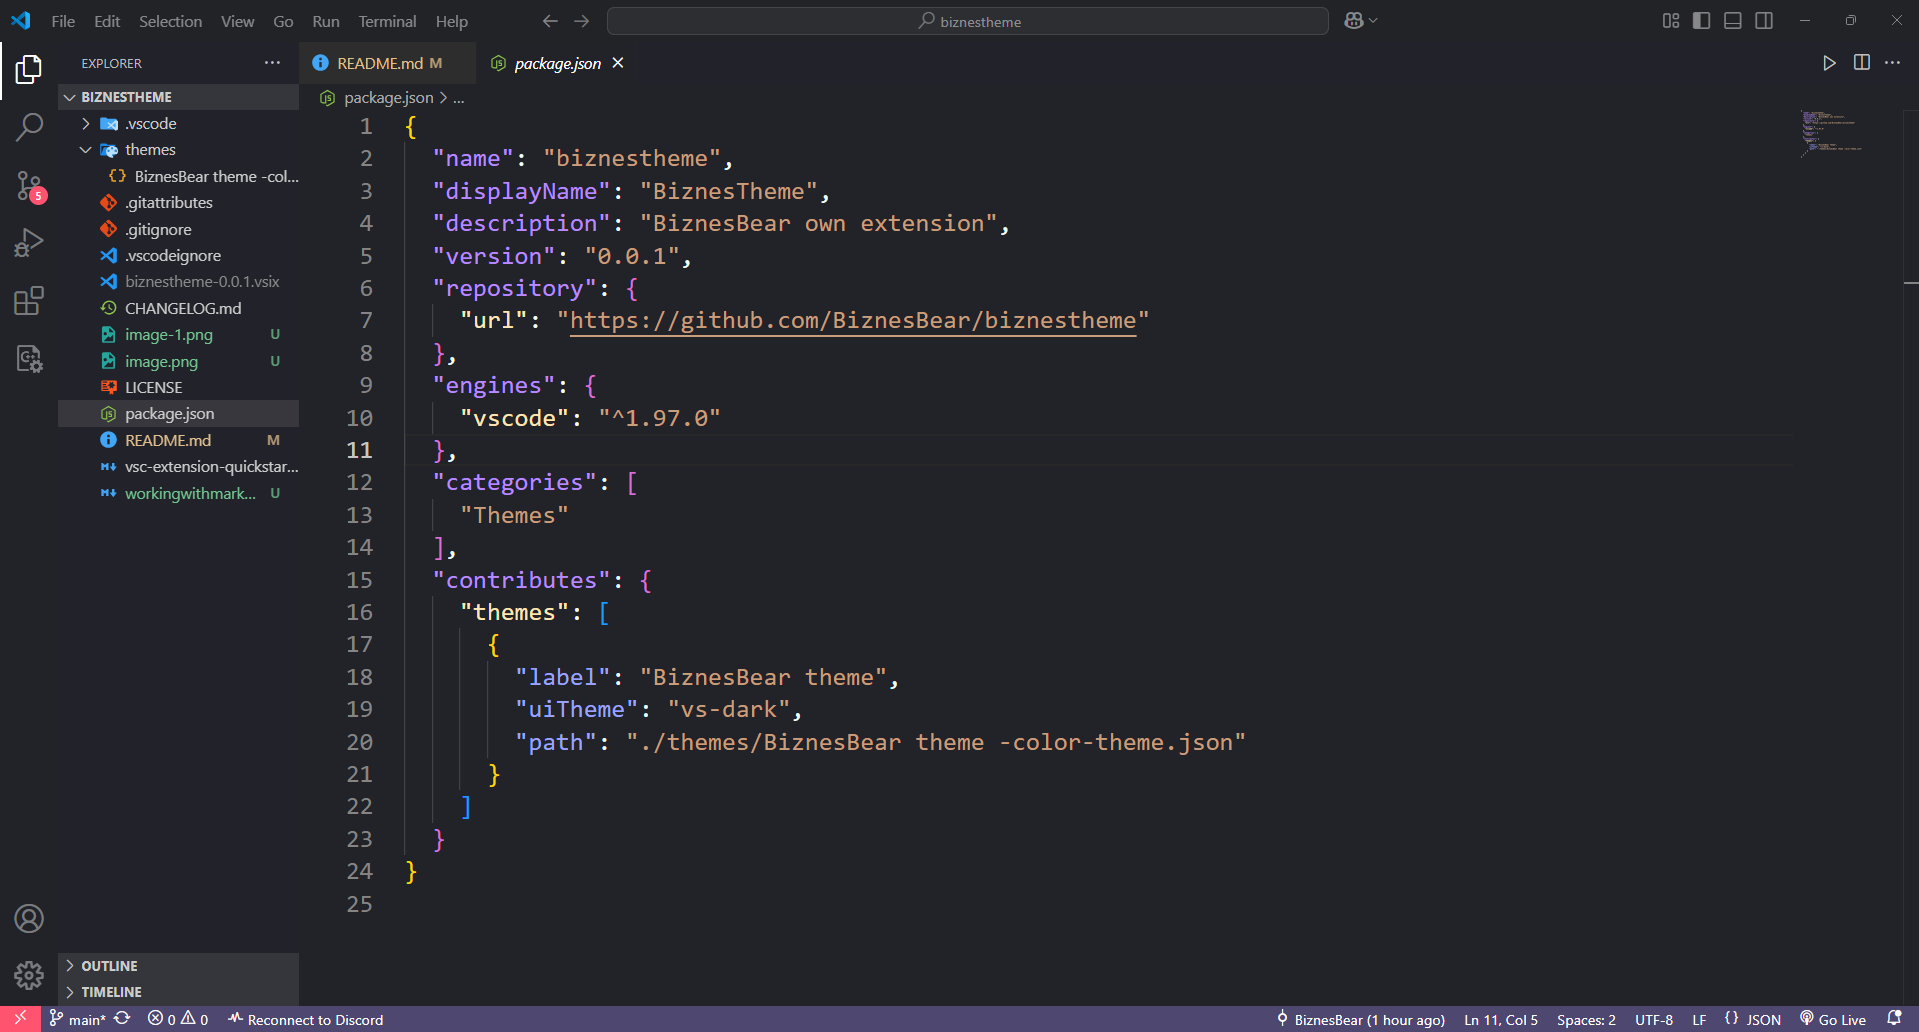 File Edit Selection View Go Run Terminal Help
biznestheme
EXPLORER
BIZNESTHEME
.vscode
themes
BiznesBear theme -col...
.gitattributes
.gitignore
.vscodeignore
biznestheme-0.0.1.vsix
CHANGELOG.md
image-1.png U
image.png U
LICENSE
package.json
README.md M
vsc-extension-quickstar...
workingwithmark... U
OUTLINE
TIMELINE
5
README.md M
package.json
package.json > ...
1 {
2 "name": "biznestheme",
3 "displayName": "BiznesTheme",
4 "description": "BiznesBear own extension",
5 "version": "0.0.1",
6 "repository": {
7 "url": "https://github.com/BiznesBear/biznestheme"
8 },
9 "engines": {
10 "vscode": "^1.97.0"
11 },
12 "categories": [
13 "Themes"
14 ],
15 "contributes": {
16 "themes": [
17 {
18 "label": "BiznesBear theme",
19 "uiTheme": "vs-dark",
20 "path": "./themes/BiznesBear theme -color-theme.json"
21 }
22 ]
23 }
24 }
25
main* 0 0 Reconnect to Discord BiznesBear (1 hour ago) Ln 11, Col 5 Spaces: 2 UTF-8 LF {} JSON Go Live